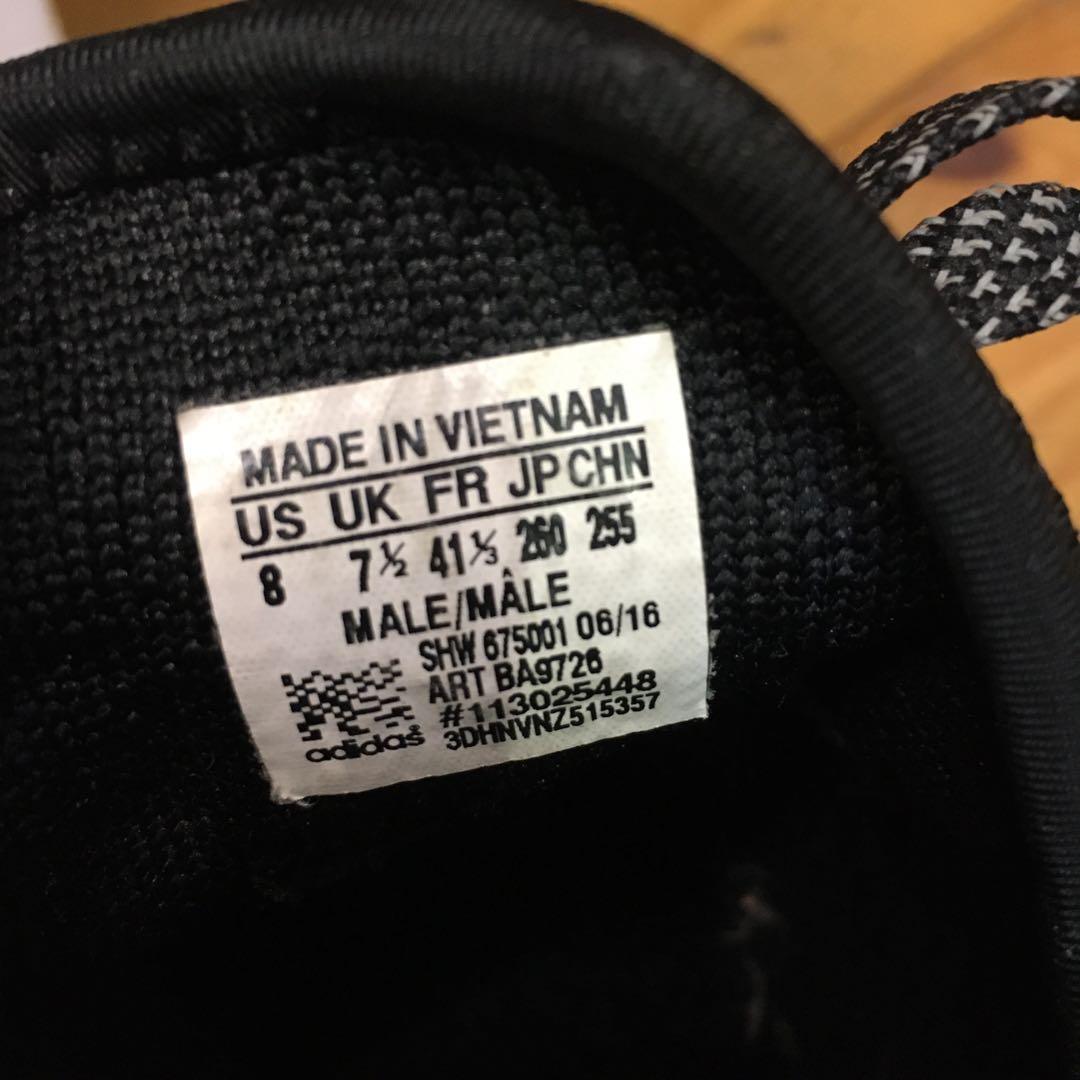 MADE IN VIETNAM
US UK FR JP CHN
8 7½ 41⅓ 260 255
MALE/MÂLE
SHW 675001 06/16
ART BA9726
#113025448
adidas 3DHNVNZ515357